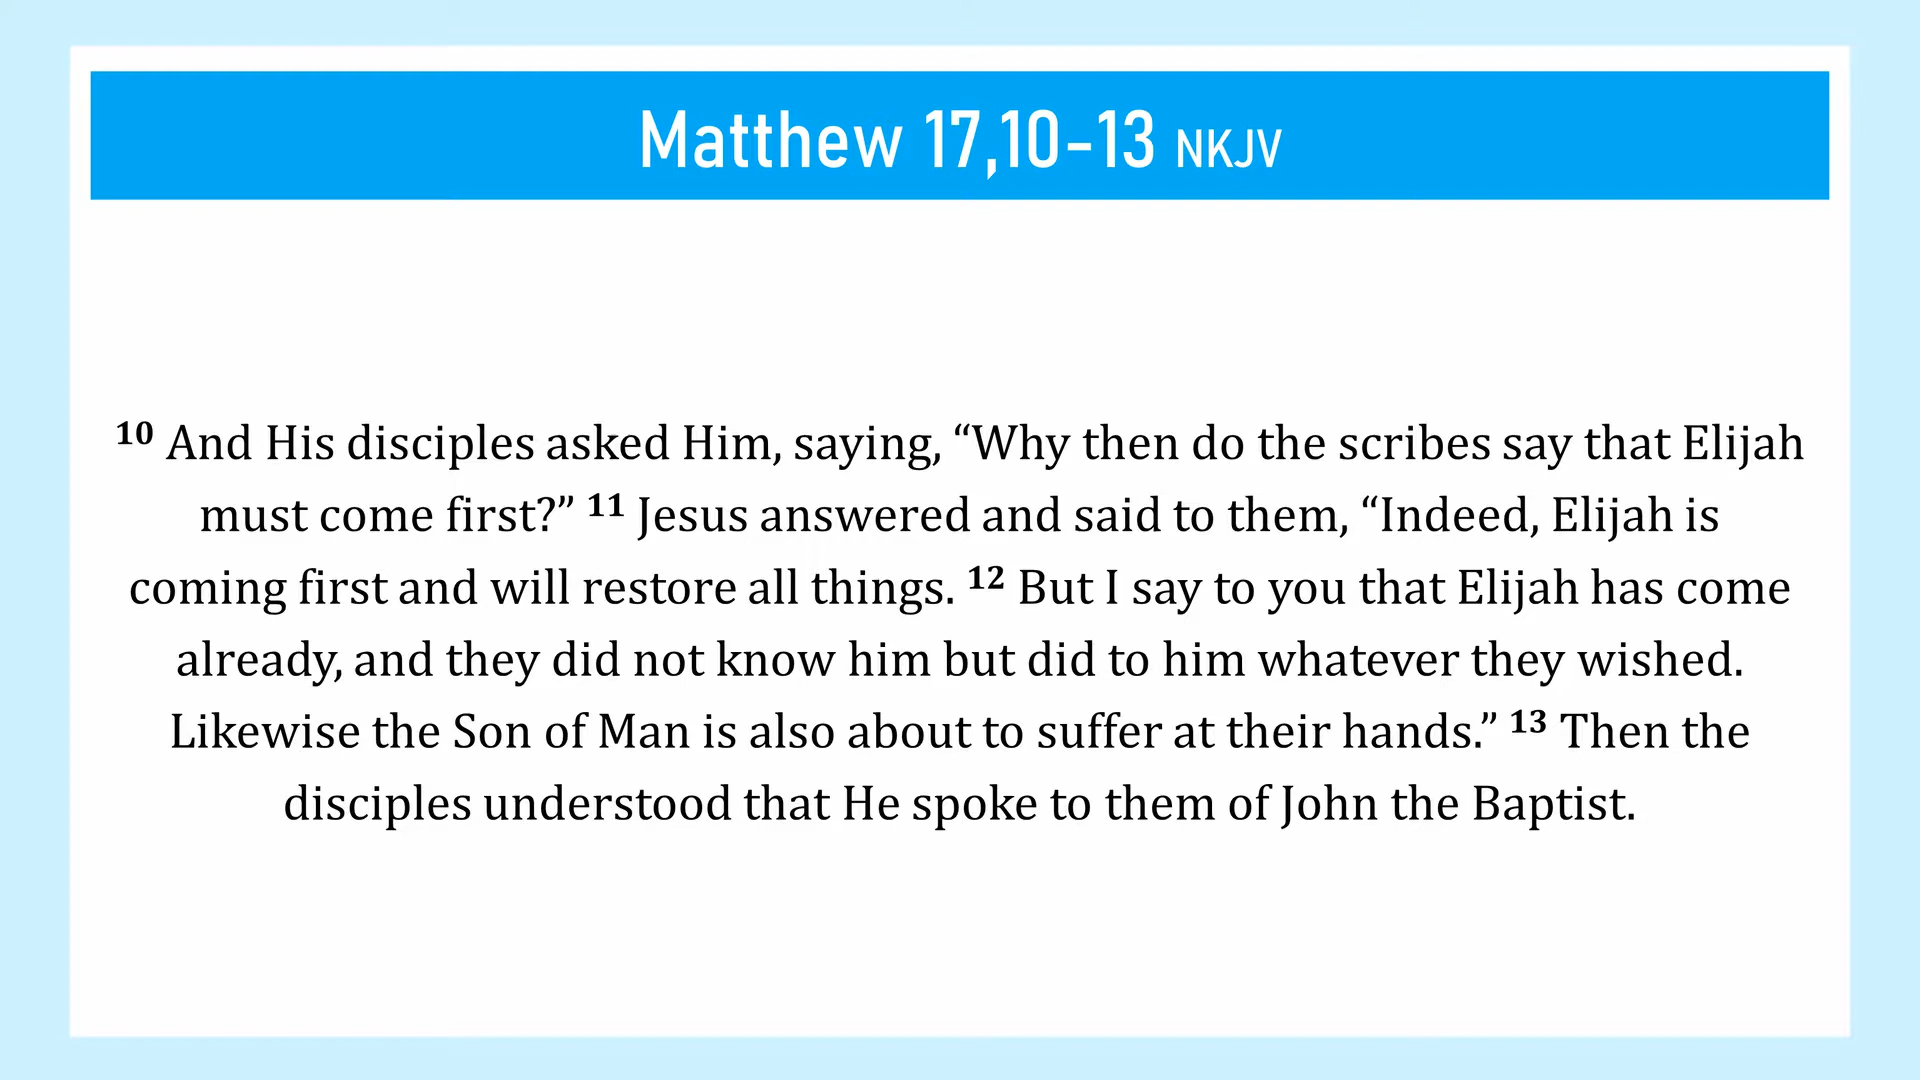 Matthew 17,10-13 NKJV
10 And His disciples asked Him, saying, “Why then do the scribes say that Elijah
must come first?” 11 Jesus answered and said to them, “Indeed, Elijah is
coming first and will restore all things. 12 But I say to you that Elijah has come
already, and they did not know him but did to him whatever they wished.
Likewise the Son of Man is also about to suffer at their hands.” 13 Then the
disciples understood that He spoke to them of John the Baptist.